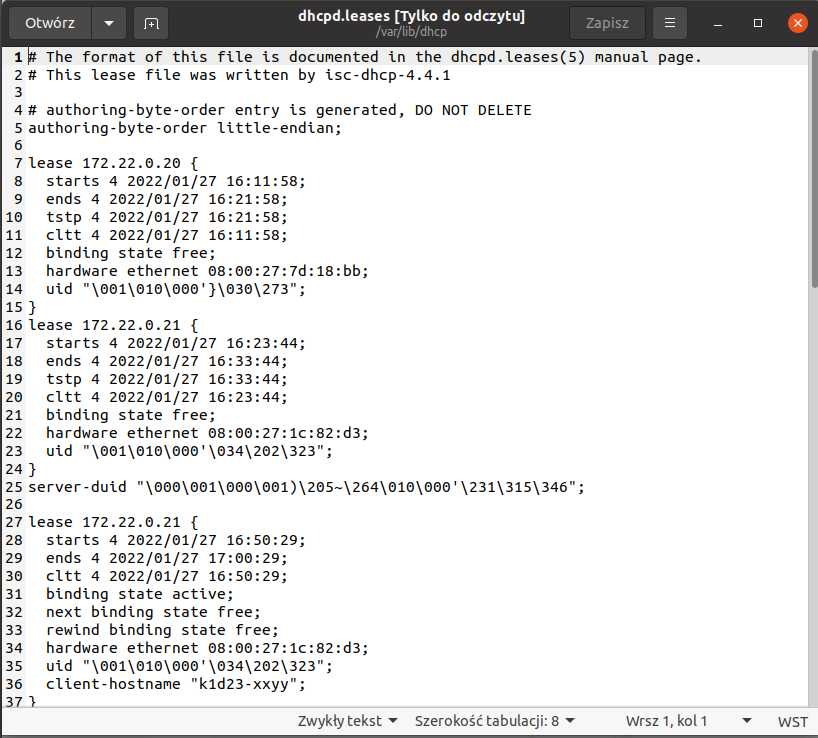 Otwórz
dhcpd.leases [Tylko do odczytu]
/var/lib/dhcp
Zapisz
1 # The format of this file is documented in the dhcpd.leases(5) manual page.
2 # This lease file was written by isc-dhcp-4.4.1
3
4 # authoring-byte-order entry is generated, DO NOT DELETE
5 authoring-byte-order little-endian;
6
7 lease 172.22.0.20 {
8   starts 4 2022/01/27 16:11:58;
9   ends 4 2022/01/27 16:21:58;
10   tstp 4 2022/01/27 16:21:58;
11   cltt 4 2022/01/27 16:11:58;
12   binding state free;
13   hardware ethernet 08:00:27:7d:18:bb;
14   uid "\001\010\000'}\030\273";
15 }
16 lease 172.22.0.21 {
17   starts 4 2022/01/27 16:23:44;
18   ends 4 2022/01/27 16:33:44;
19   tstp 4 2022/01/27 16:33:44;
20   cltt 4 2022/01/27 16:23:44;
21   binding state free;
22   hardware ethernet 08:00:27:1c:82:d3;
23   uid "\001\010\000'\034\202\323";
24 }
25 server-duid "\000\001\000\001)\205~\264\010\000'\231\315\346";
26
27 lease 172.22.0.21 {
28   starts 4 2022/01/27 16:50:29;
29   ends 4 2022/01/27 17:00:29;
30   cltt 4 2022/01/27 16:50:29;
31   binding state active;
32   next binding state free;
33   rewind binding state free;
34   hardware ethernet 08:00:27:1c:82:d3;
35   uid "\001\010\000'\034\202\323";
36   client-hostname "k1d23-xxyy";
37 }
Zwykły tekst Szerokość tabulacji: 8 Wrsz 1, kol 1 WST